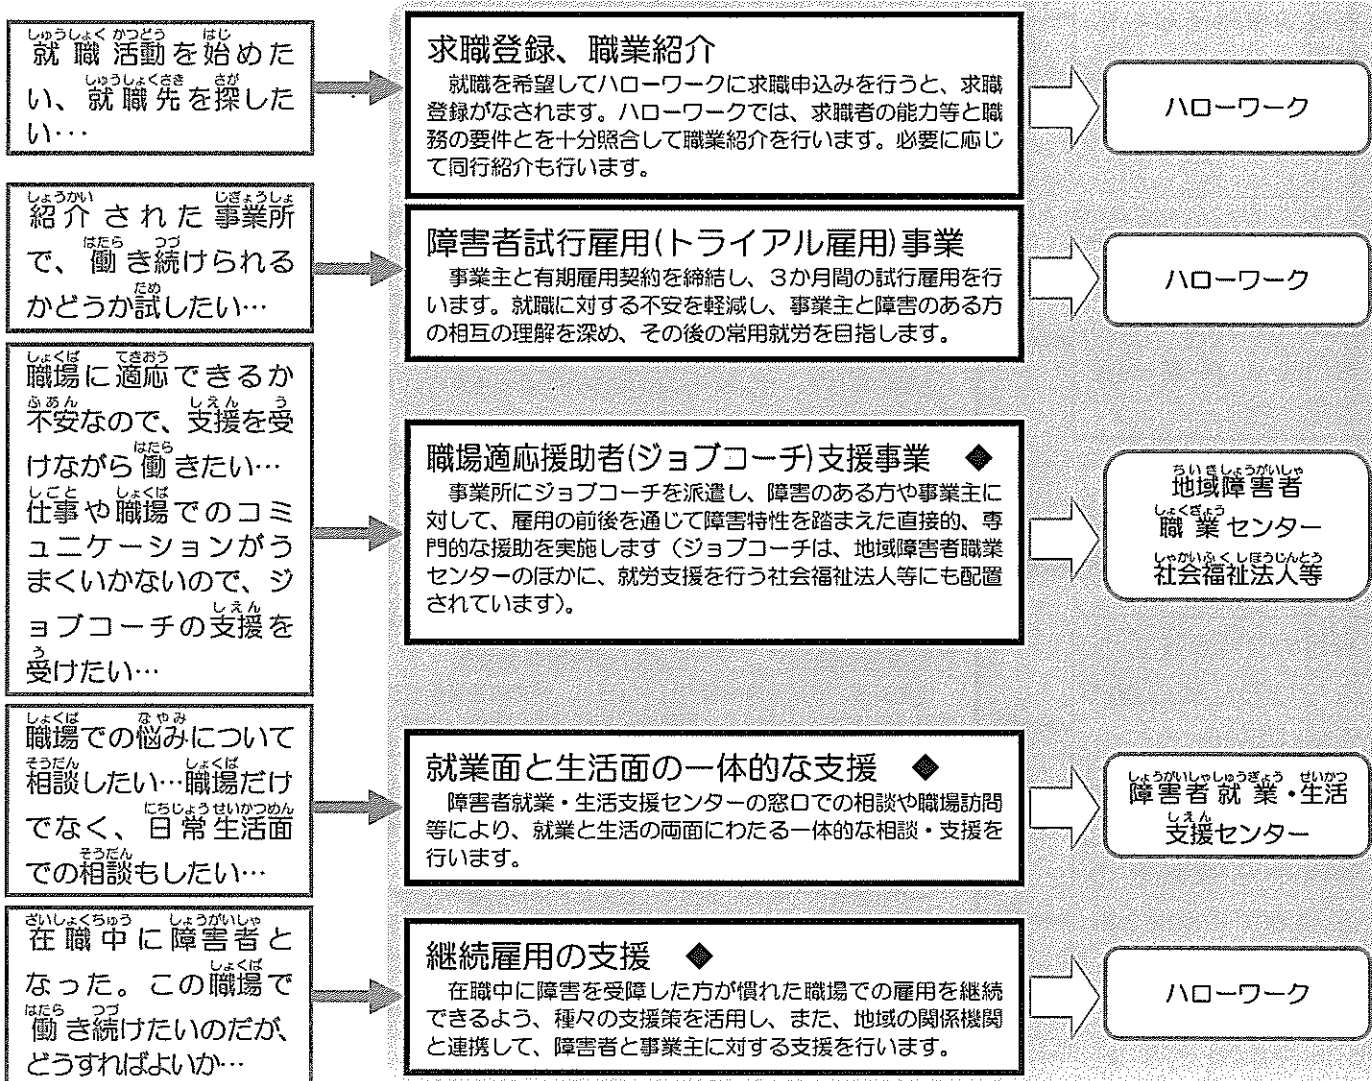 就職活動を始めた
い、就職先を探した
い…
求職登録、職業紹介
就職を希望してハローワークに求職申込みを行うと、求職
登録がなされます。ハローワークでは、求職者の能力等と職
務の要件とを十分照合して職業紹介を行います。必要に応じ
て同行紹介も行います。
ハローワーク
紹介された事業所
で、働き続けられる
かどうか試したい…
障害者試行雇用(トライアル雇用)事業
事業主と有期雇用契約を締結し、3か月間の試行雇用を行
います。就職に対する不安を軽減し、事業主と障害のある方
の相互の理解を深め、その後の常用就労を目指します。
ハローワーク
職場に適応できるか
不安なので、支援を受
けながら働きたい…
仕事や職場でのコミ
ュニケーションがう
まくいかないので、ジ
ョブコーチの支援を
受けたい…
職場適応援助者(ジョブコーチ)支援事業 ◆
事業所にジョブコーチを派遣し、障害のある方や事業主に
対して、雇用の前後を通じて障害特性を踏まえた直接的、専
門的な援助を実施します(ジョブコーチは、地域障害者職業
センターのほかに、就労支援を行う社会福祉法人等にも配置
されています)。
地域障害者
職業センター
社会福祉法人等
職場での悩みについて
相談したい…職場だけ
でなく、日常生活面
での相談もしたい…
就業面と生活面の一体的な支援 ◆
障害者就業・生活支援センターの窓口での相談や職場訪問
等により、就業と生活の両面にわたる一体的な相談・支援を
行います。
障害者就業・生活
支援センター
在職中に障害者と
なった。この職場で
働き続けたいのだが、
どうすればよいか…
継続雇用の支援 ◆
在職中に障害を受障した方が慣れた職場での雇用を継続
できるよう、種々の支援策を活用し、また、地域の関係機関
と連携して、障害者と事業主に対する支援を行います。
ハローワーク